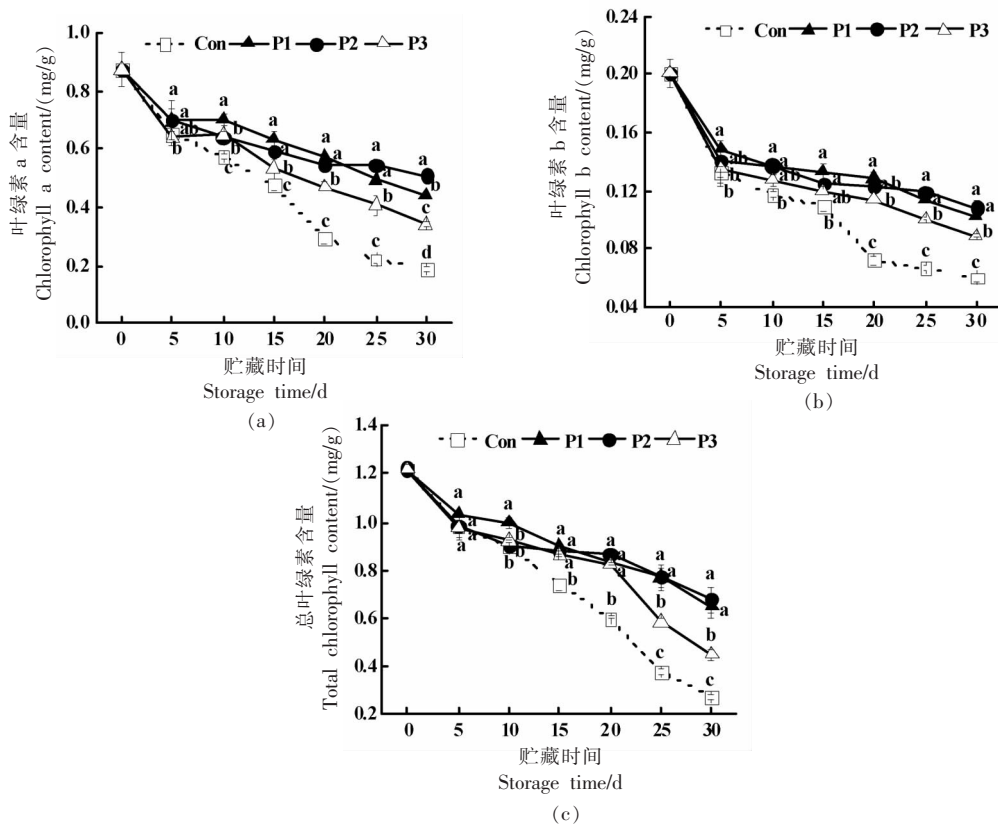 Con P1 P2 P3
1.0
0.8
0.6
0.4
0.2
0.0
叶绿素 a 含量
Chlorophyll a content/(mg/g)
a a a a a a
a ab b a a a b
b b b b b c
c c c c d
0 5 10 15 20 25 30
贮藏时间
Storage time/d
(a)
Con P1 P2 P3
0.24
0.20
0.16
0.12
0.08
0.04
叶绿素 b 含量
Chlorophyll b content/(mg/g)
a a a a a a
ab a ab ab a a
b ab ab b b b
b b b c c c
0 5 10 15 20 25 30
贮藏时间
Storage time/d
(b)
Con P1 P2 P3
1.4
1.2
1.0
0.8
0.6
0.4
0.2
总叶绿素含量
Total chlorophyll content/(mg/g)
a a a a a a
a b a a a a
a b a a b b
a b b b c c
0 5 10 15 20 25 30
贮藏时间
Storage time/d
(c)